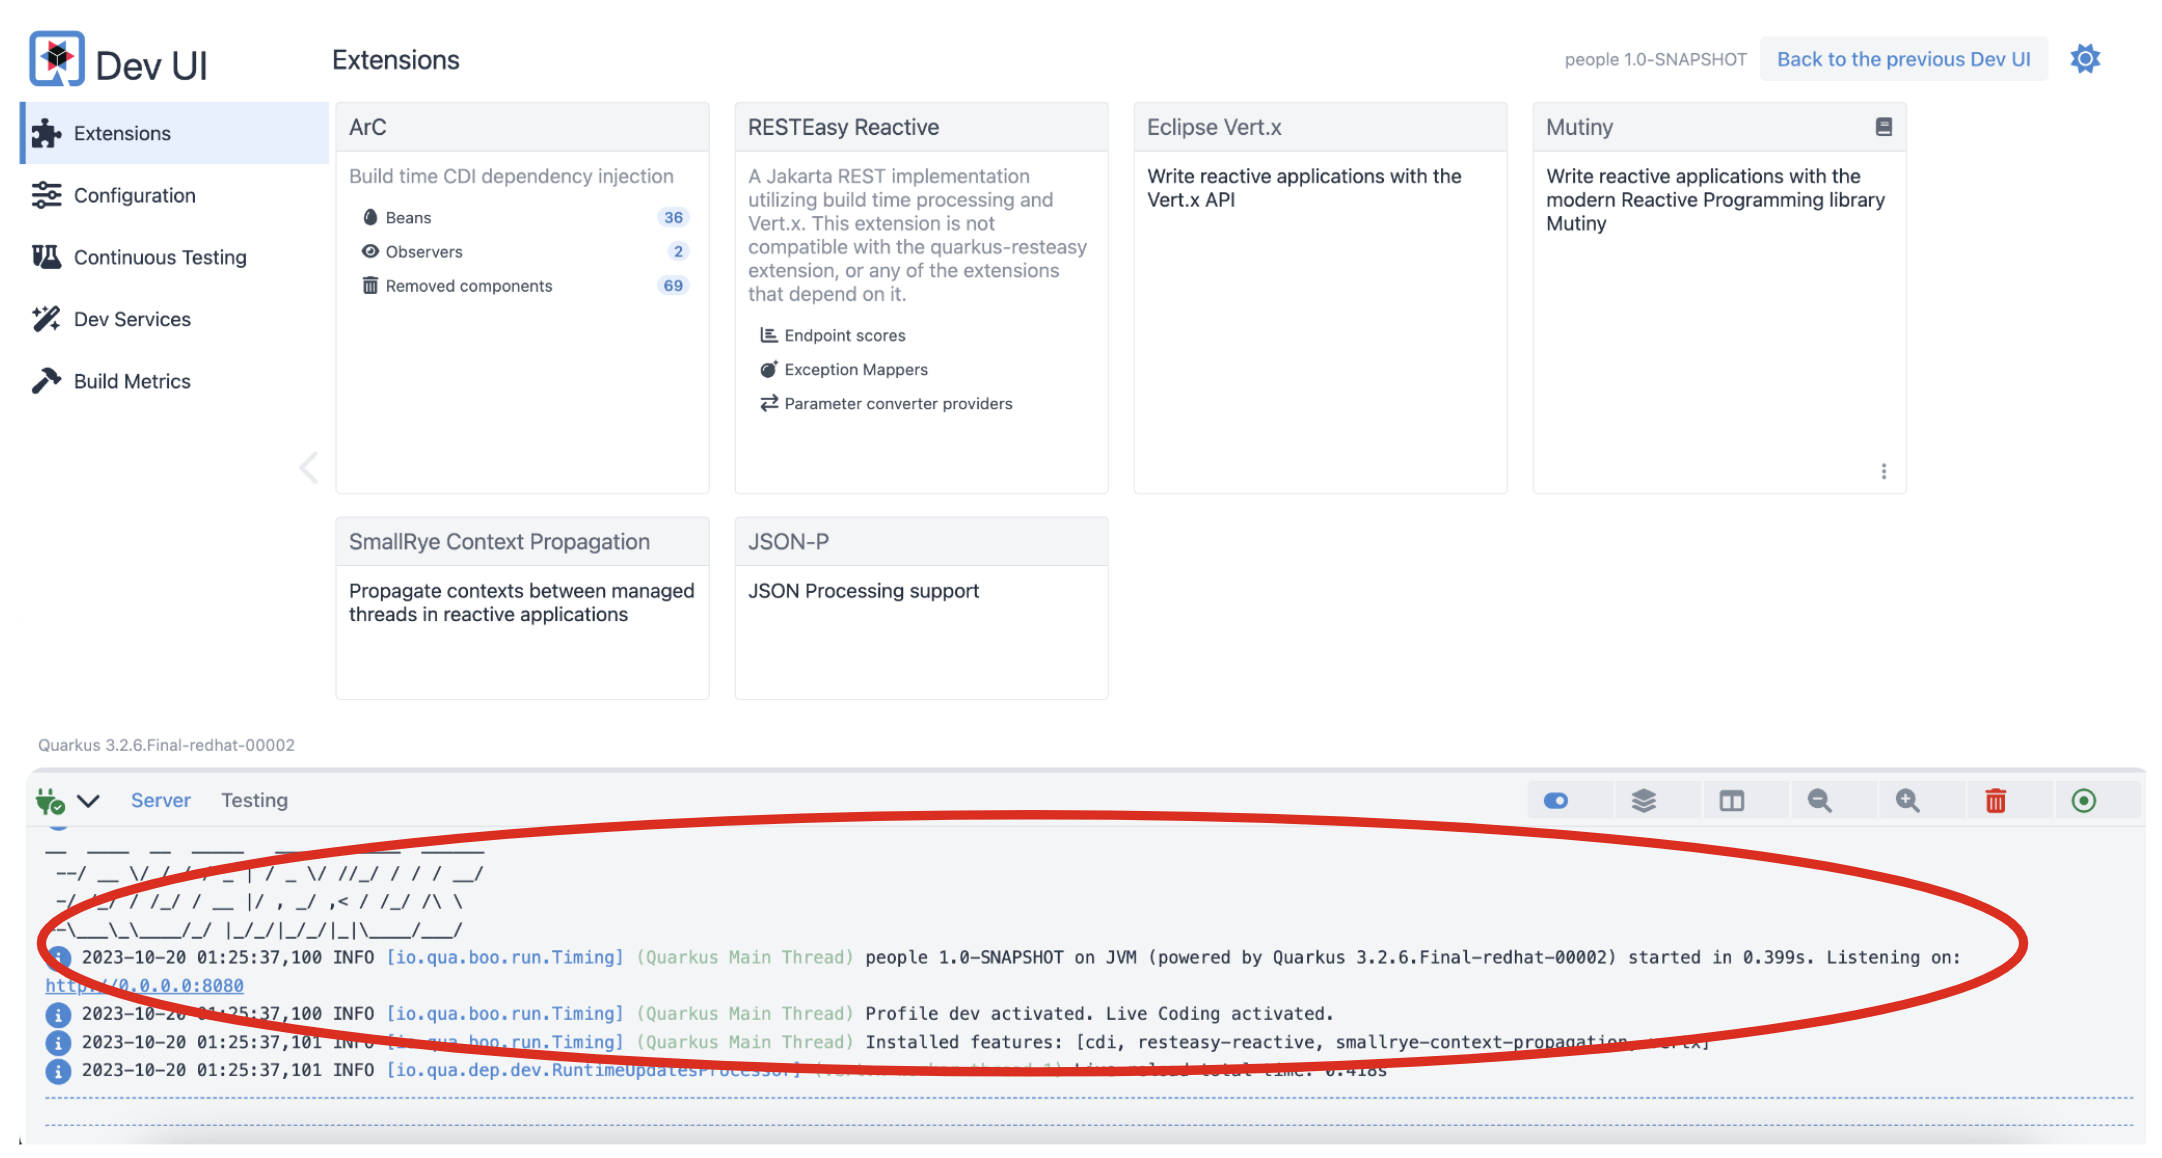 Dev UI
Extensions
people 1.0-SNAPSHOT
Back to the previous Dev UI
Extensions
Configuration
Continuous Testing
Dev Services
Build Metrics
ArC
Build time CDI dependency injection
Beans 36
Observers 2
Removed components 69
RESTEasy Reactive
A Jakarta REST implementation
utilizing build time processing and
Vert.x. This extension is not
compatible with the quarkus-resteasy
extension, or any of the extensions
that depend on it.
Endpoint scores
Exception Mappers
Parameter converter providers
Eclipse Vert.x
Write reactive applications with the
Vert.x API
Mutiny
Write reactive applications with the
modern Reactive Programming library
Mutiny
SmallRye Context Propagation
Propagate contexts between managed
threads in reactive applications
JSON-P
JSON Processing support
Quarkus 3.2.6.Final-redhat-00002
Server Testing
2023-10-20 01:25:37,100 INFO [io.qua.boo.run.Timing] (Quarkus Main Thread) people 1.0-SNAPSHOT on JVM (powered by Quarkus 3.2.6.Final-redhat-00002) started in 0.399s. Listening on:
http://0.0.0.0:8080
2023-10-20 01:25:37,100 INFO [io.qua.boo.run.Timing] (Quarkus Main Thread) Profile dev activated. Live Coding activated.
2023-10-20 01:25:37,101 INFO [io.qua.boo.run.Timing] (Quarkus Main Thread) Installed features: [cdi, resteasy-reactive, smallrye-context-propagation, vertx]
2023-10-20 01:25:37,101 INFO [io.qua.dep.dev.RuntimeUpdatesProcessor] Live reload total time: 0.418s